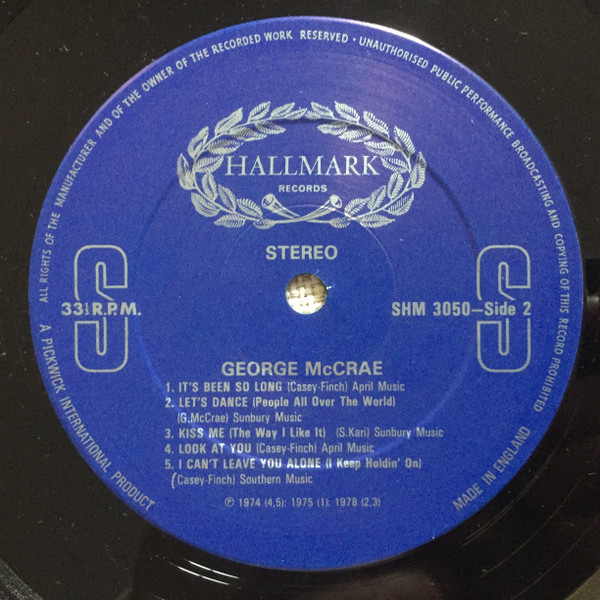 ALL RIGHTS OF THE MANUFACTURER AND OF THE OWNER OF THE RECORDED WORK RESERVED · UNAUTHORISED PUBLIC PERFORMANCE BROADCASTING AND COPYING OF THIS RECORD PROHIBITED
HALLMARK
RECORDS
STEREO
S
S
33⅓ R.P.M.
SHM 3050—Side 2
GEORGE McCRAE
1. IT'S BEEN SO LONG (Casey-Finch) April Music
2. LET'S DANCE (People All Over The World)
(G.McCrae) Sunbury Music
3. KISS ME (The Way I Like It) (S.Kari) Sunbury Music
4. LOOK AT YOU (Casey-Finch) April Music
5. I CAN'T LEAVE YOU ALONE (I Keep Holdin' On)
(Casey-Finch) Southern Music
℗ 1974 (4,5): 1975 (1): 1978 (2,3)
A PICKWICK INTERNATIONAL PRODUCT
MADE IN ENGLAND